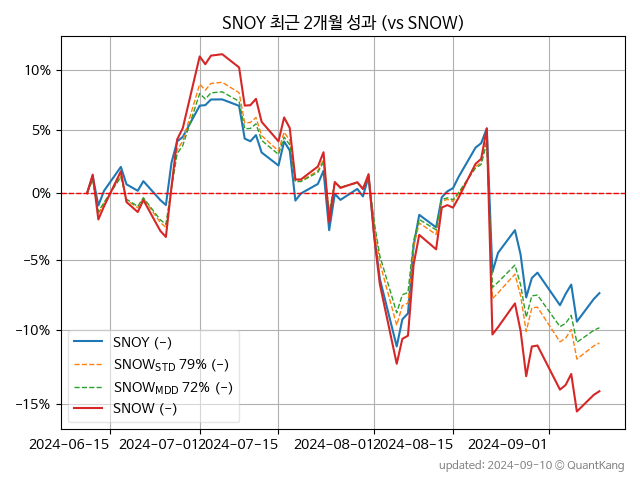 SNOY 최근 2개월 성과 (vs SNOW)
10%
5%
0%
−5%
−10%
−15%
SNOY (-)
SNOWSTD 79% (-)
SNOWMDD 72% (-)
SNOW (-)
2024-06-15
2024-07-01
2024-07-15
2024-08-01
2024-08-15
2024-09-01
updated: 2024-09-10 © QuantKang